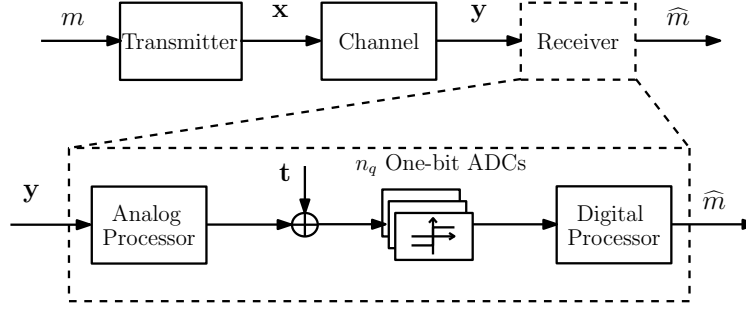 m Transmitter x Channel y Receiver m̂
n_q One-bit ADCs
y Analog Processor t Digital Processor m̂